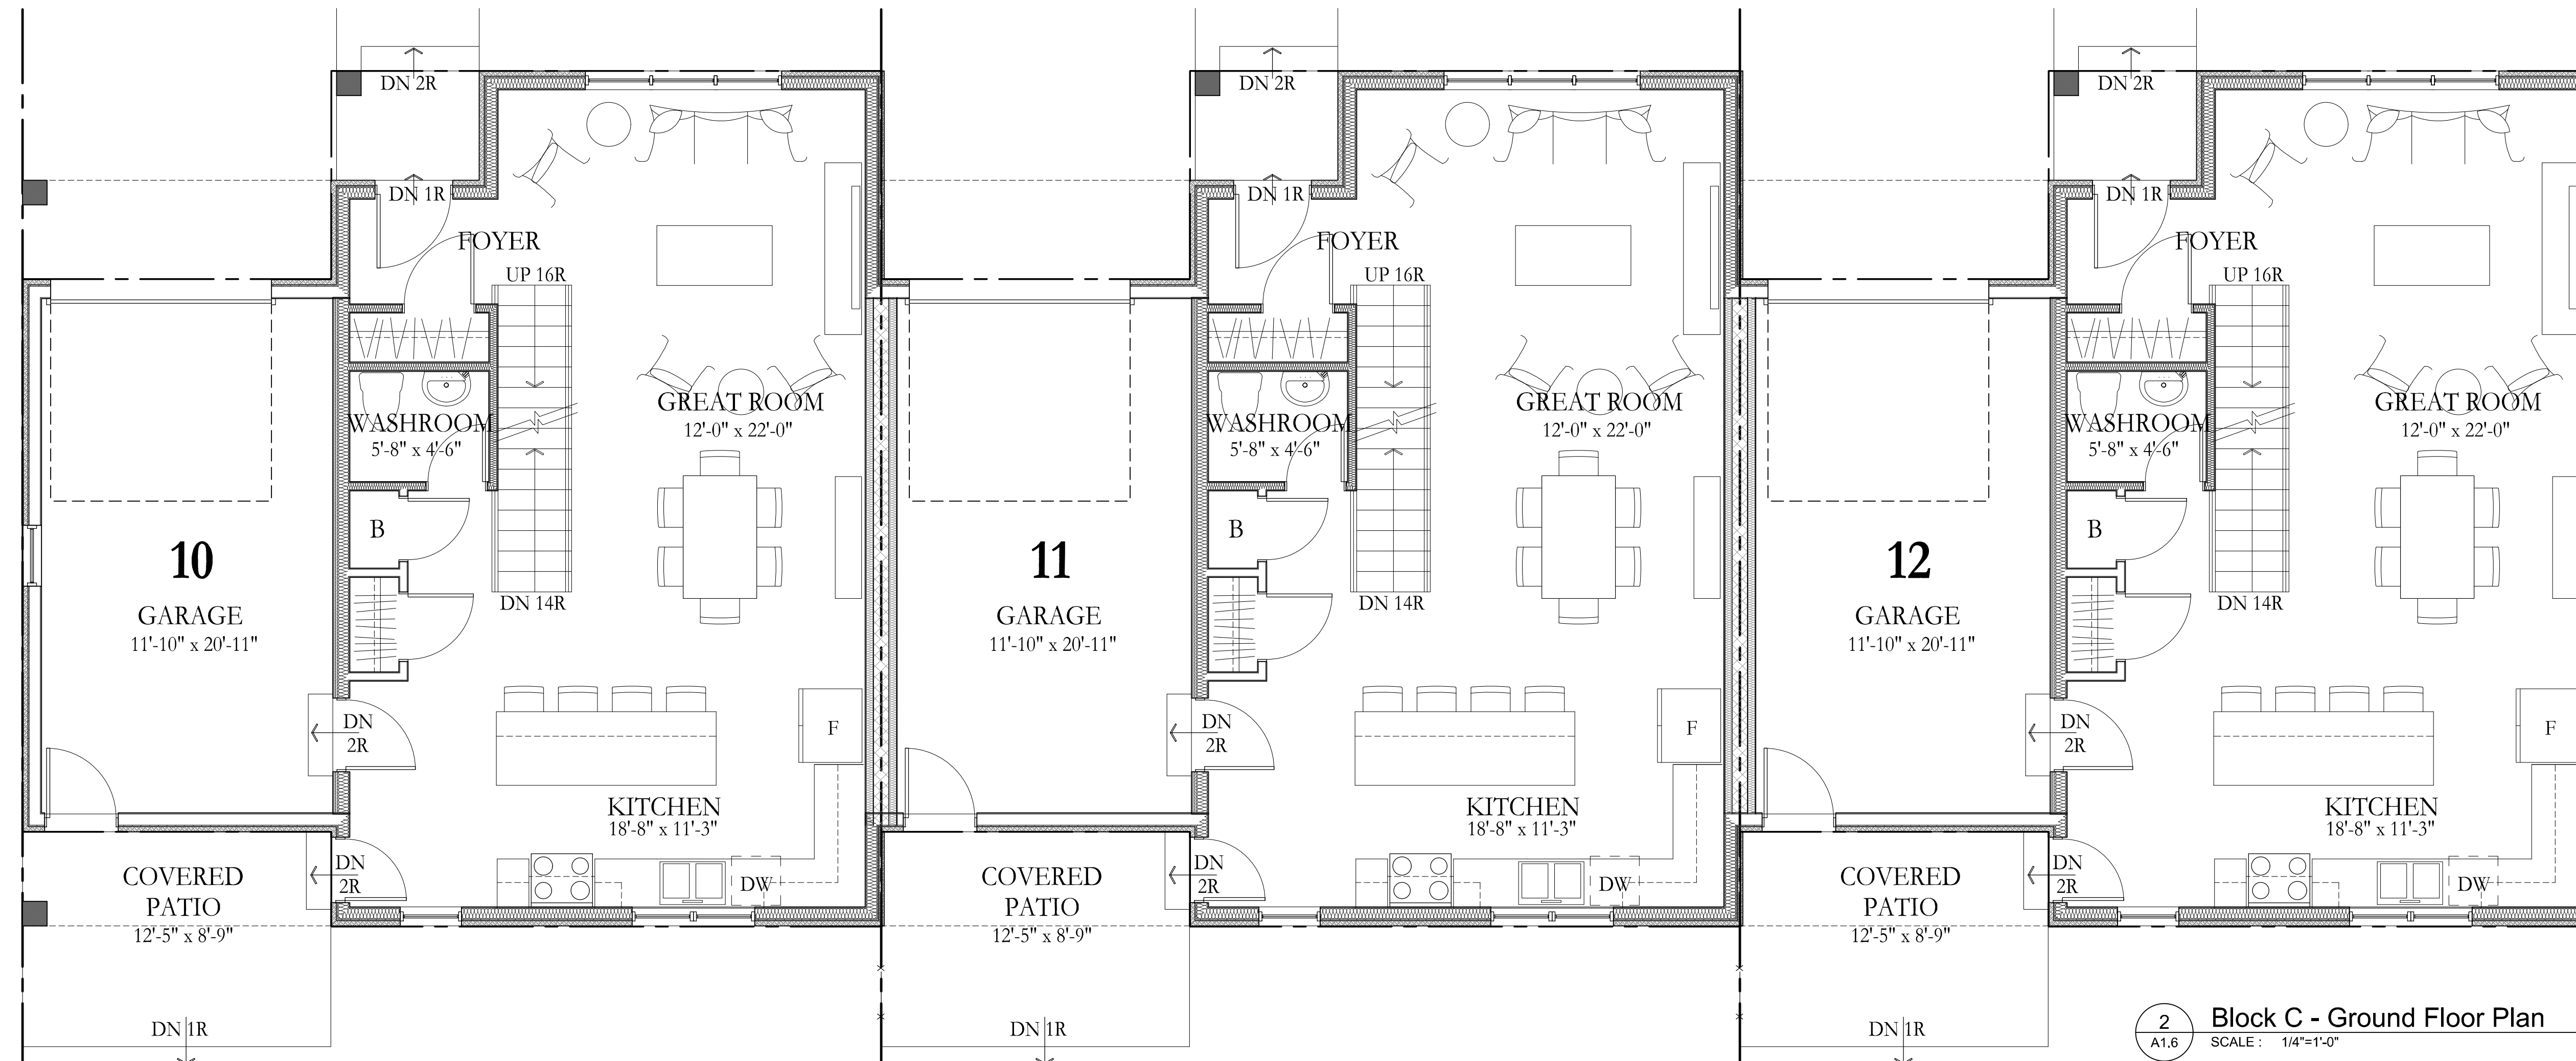 DN 2R
DN 1R
FOYER
UP 16R
WASHROOM
5'-8" x 4'-6"
GREAT ROOM
12'-0" x 22'-0"
B
10
GARAGE
11'-10" x 20'-11"
DN 14R
DN
2R
F
KITCHEN
18'-8" x 11'-3"
DN
2R
DW
COVERED
PATIO
12'-5" x 8'-9"
DN 1R
DN 2R
DN 1R
FOYER
UP 16R
WASHROOM
5'-8" x 4'-6"
GREAT ROOM
12'-0" x 22'-0"
B
11
GARAGE
11'-10" x 20'-11"
DN 14R
DN
2R
F
KITCHEN
18'-8" x 11'-3"
DN
2R
DW
COVERED
PATIO
12'-5" x 8'-9"
DN 1R
DN 2R
DN 1R
FOYER
UP 16R
WASHROOM
5'-8" x 4'-6"
GREAT ROOM
12'-0" x 22'-0"
B
12
GARAGE
11'-10" x 20'-11"
DN 14R
DN
2R
F
KITCHEN
18'-8" x 11'-3"
DN
2R
DW
COVERED
PATIO
12'-5" x 8'-9"
DN 1R
2
A1.6
Block C - Ground Floor Plan
SCALE : 1/4"=1'-0"